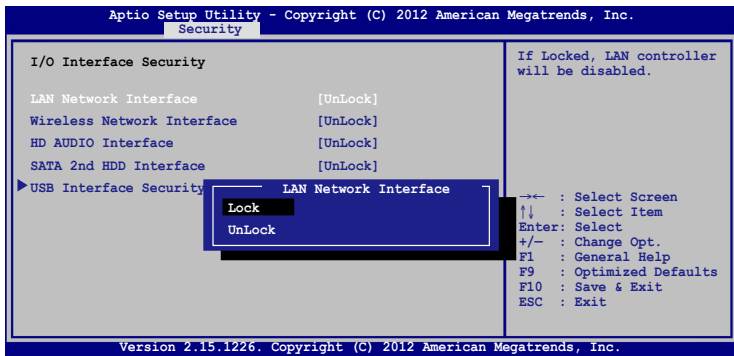 Aptio Setup Utility - Copyright (C) 2012 American Megatrends, Inc.
Security
I/O Interface Security
LAN Network Interface [UnLock]
Wireless Network Interface [UnLock]
HD AUDIO Interface [UnLock]
SATA 2nd HDD Interface [UnLock]
USB Interface Security
LAN Network Interface
Lock
UnLock
If Locked, LAN controller
will be disabled.
→← : Select Screen
↑↓ : Select Item
Enter: Select
+/— : Change Opt.
F1 : General Help
F9 : Optimized Defaults
F10 : Save & Exit
ESC : Exit
Version 2.15.1226. Copyright (C) 2012 American Megatrends, Inc.